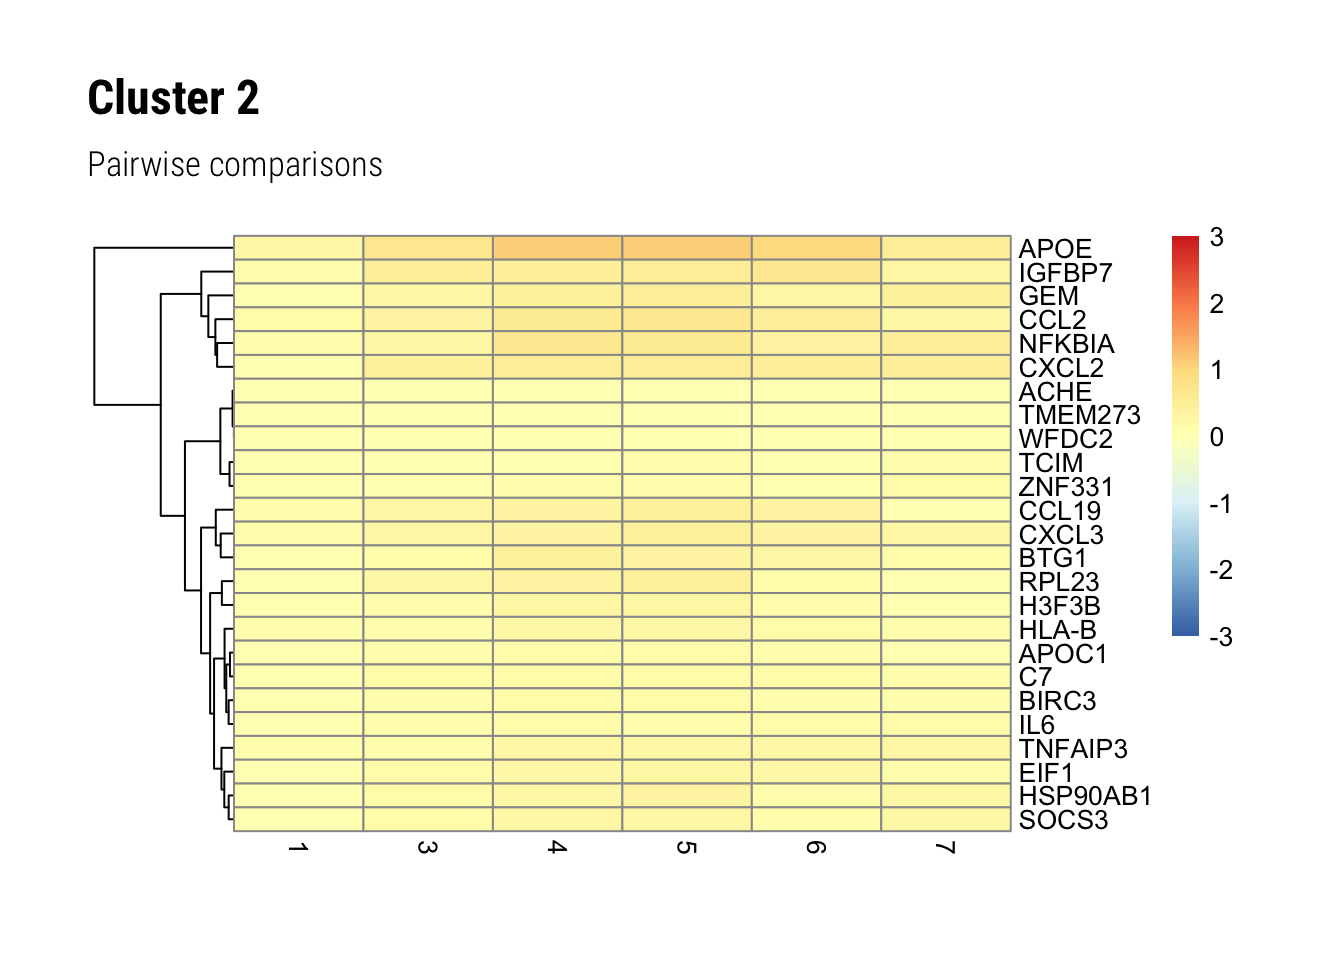 Cluster 2
Pairwise comparisons
APOE
IGFBP7
GEM
CCL2
NFKBIA
CXCL2
ACHE
TMEM273
WFDC2
TCIM
ZNF331
CCL19
CXCL3
BTG1
RPL23
H3F3B
HLA-B
APOC1
C7
BIRC3
IL6
TNFAIP3
EIF1
HSP90AB1
SOCS3
3
2
1
0
-1
-2
-3
1 3 4 5 6 7